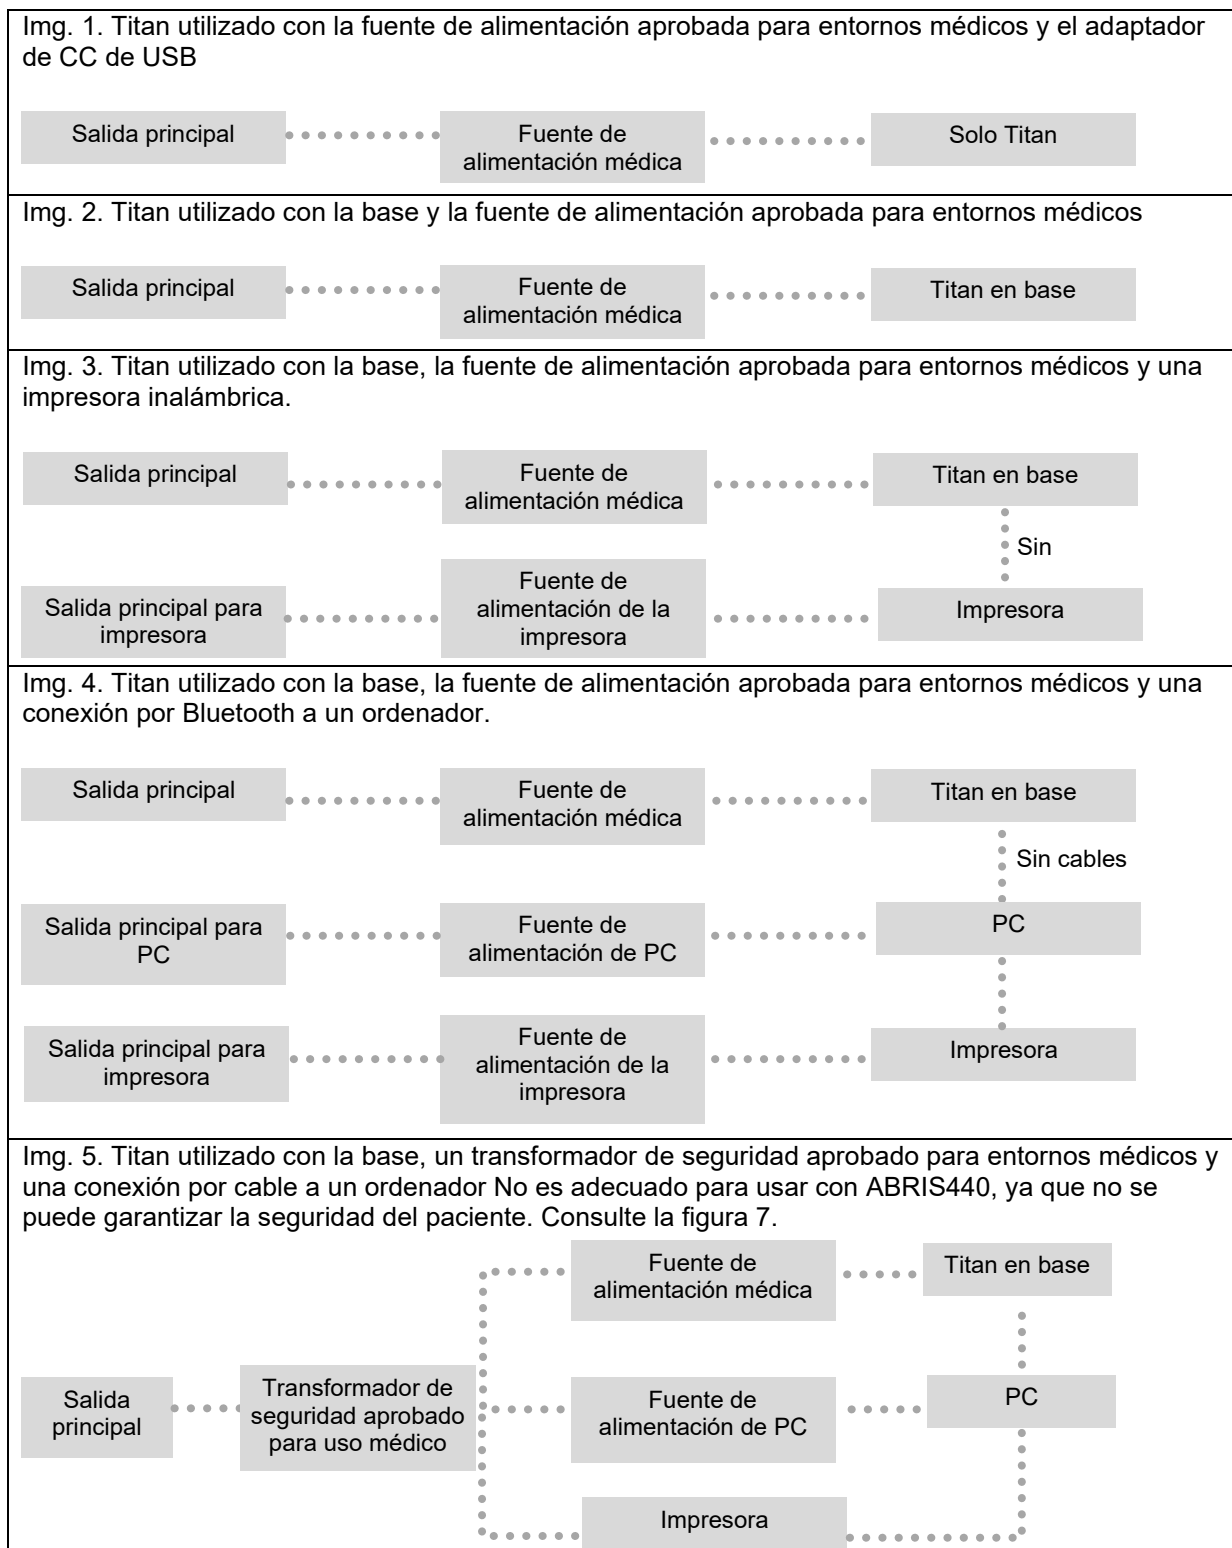 Img. 1. Titan utilizado con la fuente de alimentación aprobada para entornos médicos y el adaptador
de CC de USB
Salida principal
Fuente de
alimentación médica
Solo Titan
Img. 2. Titan utilizado con la base y la fuente de alimentación aprobada para entornos médicos
Salida principal
Fuente de
alimentación médica
Titan en base
Img. 3. Titan utilizado con la base, la fuente de alimentación aprobada para entornos médicos y una
impresora inalámbrica.
Salida principal
Fuente de
alimentación médica
Titan en base
Sin
Salida principal para
impresora
Fuente de
alimentación de la
impresora
Impresora
Img. 4. Titan utilizado con la base, la fuente de alimentación aprobada para entornos médicos y una
conexión por Bluetooth a un ordenador.
Salida principal
Fuente de
alimentación médica
Titan en base
Sin cables
Salida principal para
PC
Fuente de
alimentación de PC
PC
Salida principal para
impresora
Fuente de
alimentación de la
impresora
Impresora
Img. 5. Titan utilizado con la base, un transformador de seguridad aprobado para entornos médicos y
una conexión por cable a un ordenador No es adecuado para usar con ABRIS440, ya que no se
puede garantizar la seguridad del paciente. Consulte la figura 7.
Fuente de
alimentación médica
Titan en base
Salida
principal
Transformador de
seguridad aprobado
para uso médico
Fuente de
alimentación de PC
PC
Impresora